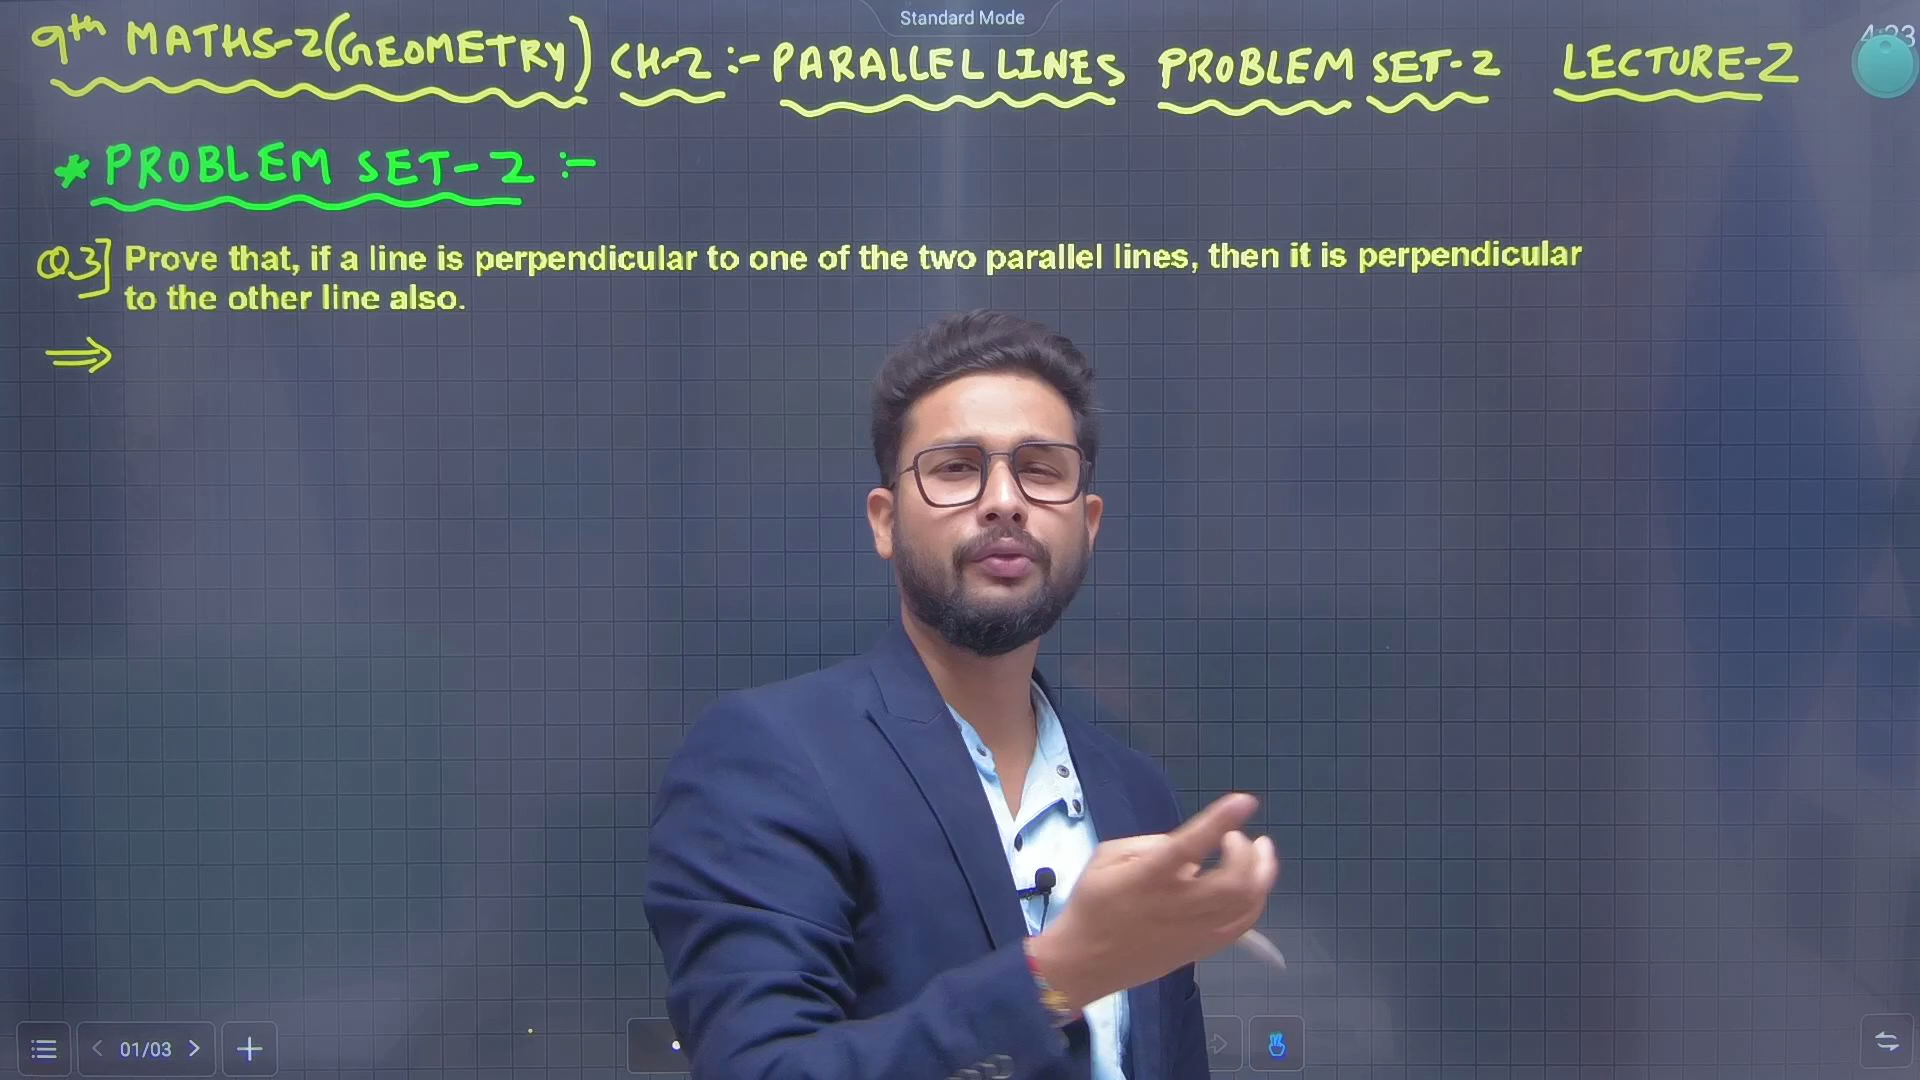 Standard Mode
9th MATHS-2(GEOMETRY) CH-2 :- PARALLEL LINES PROBLEM SET-2 LECTURE-2
4:23
* PROBLEM SET-2 :-
Q3] Prove that, if a line is perpendicular to one of the two parallel lines, then it is perpendicular
to the other line also.
⇒
01/03